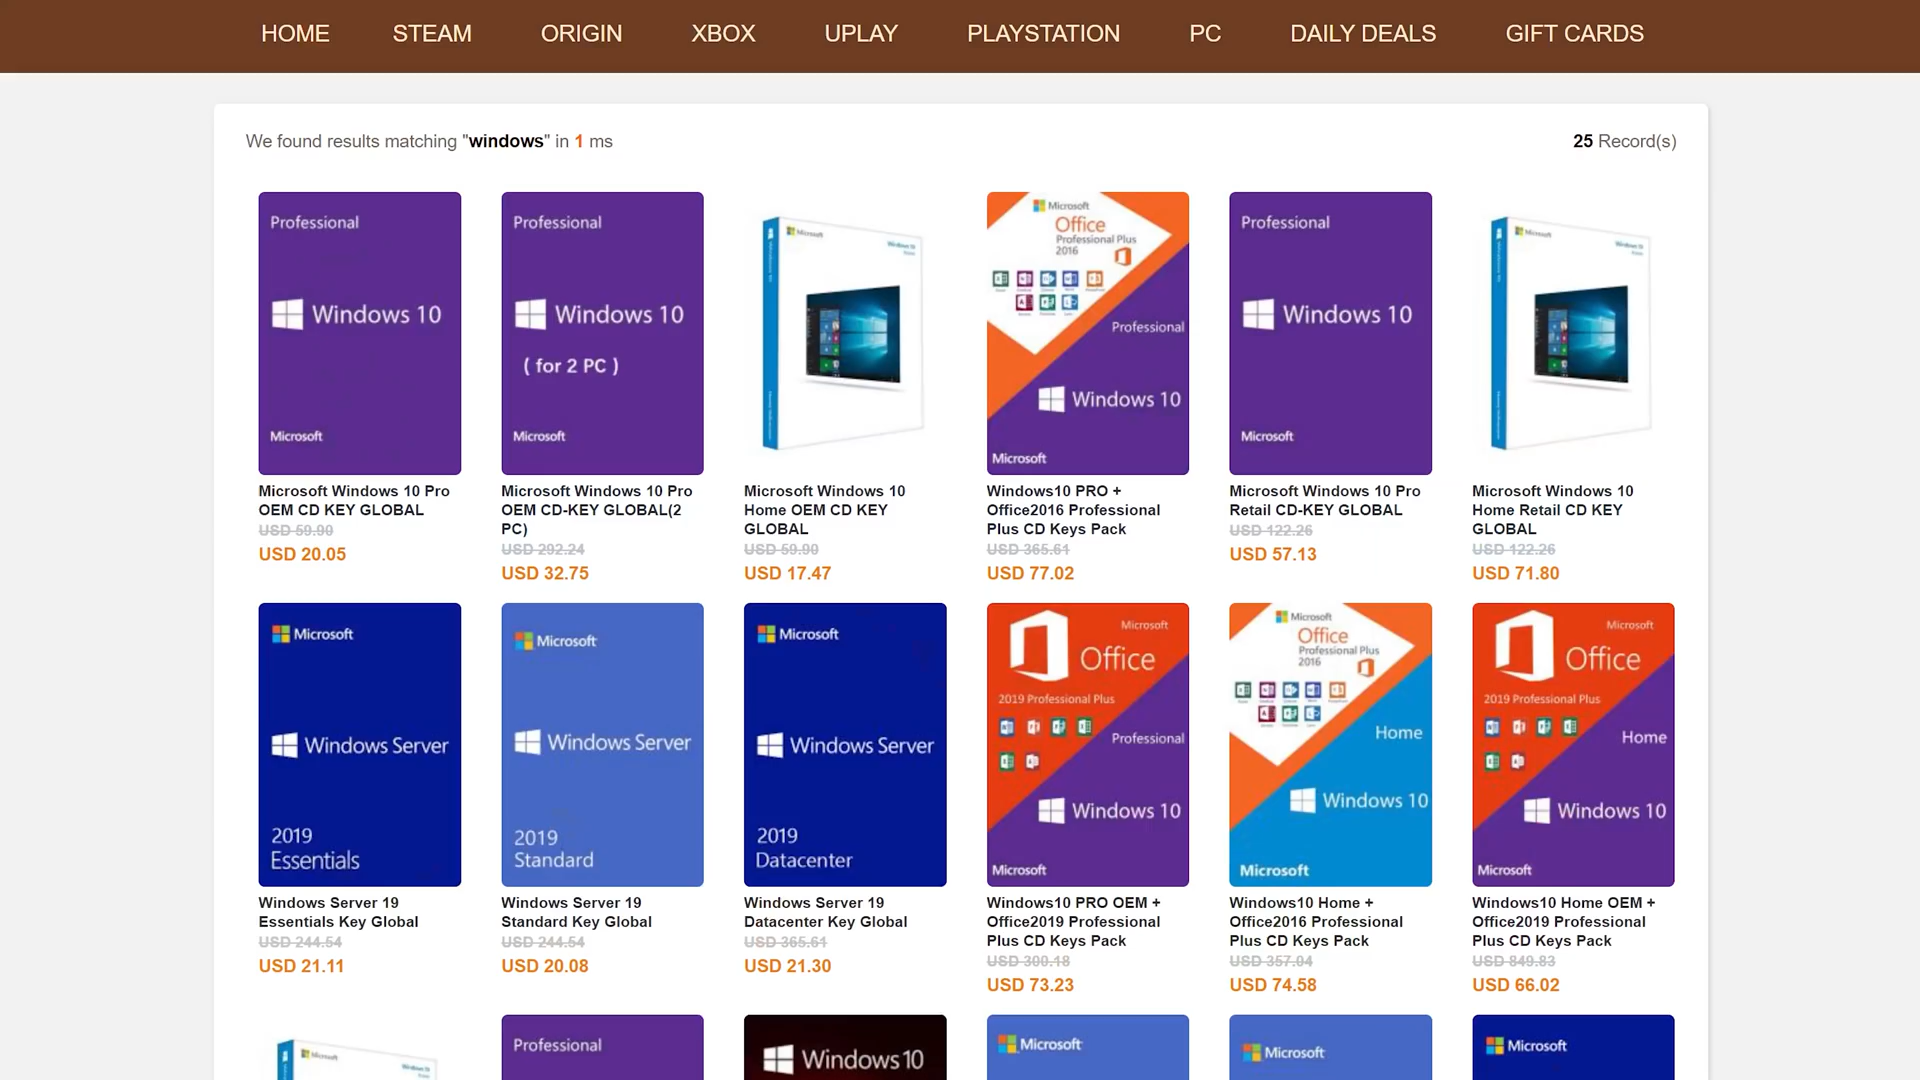 HOME STEAM ORIGIN XBOX UPLAY PLAYSTATION PC DAILY DEALS GIFT CARDS
We found results matching "windows" in 1 ms
25 Record(s)
Professional
Windows 10
Microsoft
Professional
Windows 10
( for 2 PC )
Microsoft
Microsoft
Windows 10
Microsoft
Office
Professional Plus
2016
Professional
Windows 10
Microsoft
Professional
Windows 10
Microsoft
Microsoft
Windows 10
Microsoft Windows 10 Pro
OEM CD KEY GLOBAL
USD 59.90
USD 20.05
Microsoft Windows 10 Pro
OEM CD-KEY GLOBAL(2
PC)
USD 292.24
USD 32.75
Microsoft Windows 10
Home OEM CD KEY
GLOBAL
USD 59.90
USD 17.47
Windows10 PRO +
Office2016 Professional
Plus CD Keys Pack
USD 365.61
USD 77.02
Microsoft Windows 10 Pro
Retail CD-KEY GLOBAL
USD 122.26
USD 57.13
Microsoft Windows 10
Home Retail CD KEY
GLOBAL
USD 122.26
USD 71.80
Microsoft
Windows Server
2019
Essentials
Microsoft
Windows Server
2019
Standard
Microsoft
Windows Server
2019
Datacenter
Microsoft
Office
2019 Professional Plus
Professional
Windows 10
Microsoft
Microsoft
Office
Professional Plus
2016
Home
Windows 10
Microsoft
Microsoft
Office
2019 Professional Plus
Home
Windows 10
Microsoft
Windows Server 19
Essentials Key Global
USD 244.54
USD 21.11
Windows Server 19
Standard Key Global
USD 244.54
USD 20.08
Windows Server 19
Datacenter Key Global
USD 365.61
USD 21.30
Windows10 PRO OEM +
Office2019 Professional
Plus CD Keys Pack
USD 300.18
USD 73.23
Windows10 Home +
Office2016 Professional
Plus CD Keys Pack
USD 357.04
USD 74.58
Windows10 Home OEM +
Office2019 Professional
Plus CD Keys Pack
USD 849.83
USD 66.02
Microsoft
Professional
Windows 10
Microsoft
Microsoft
Microsoft